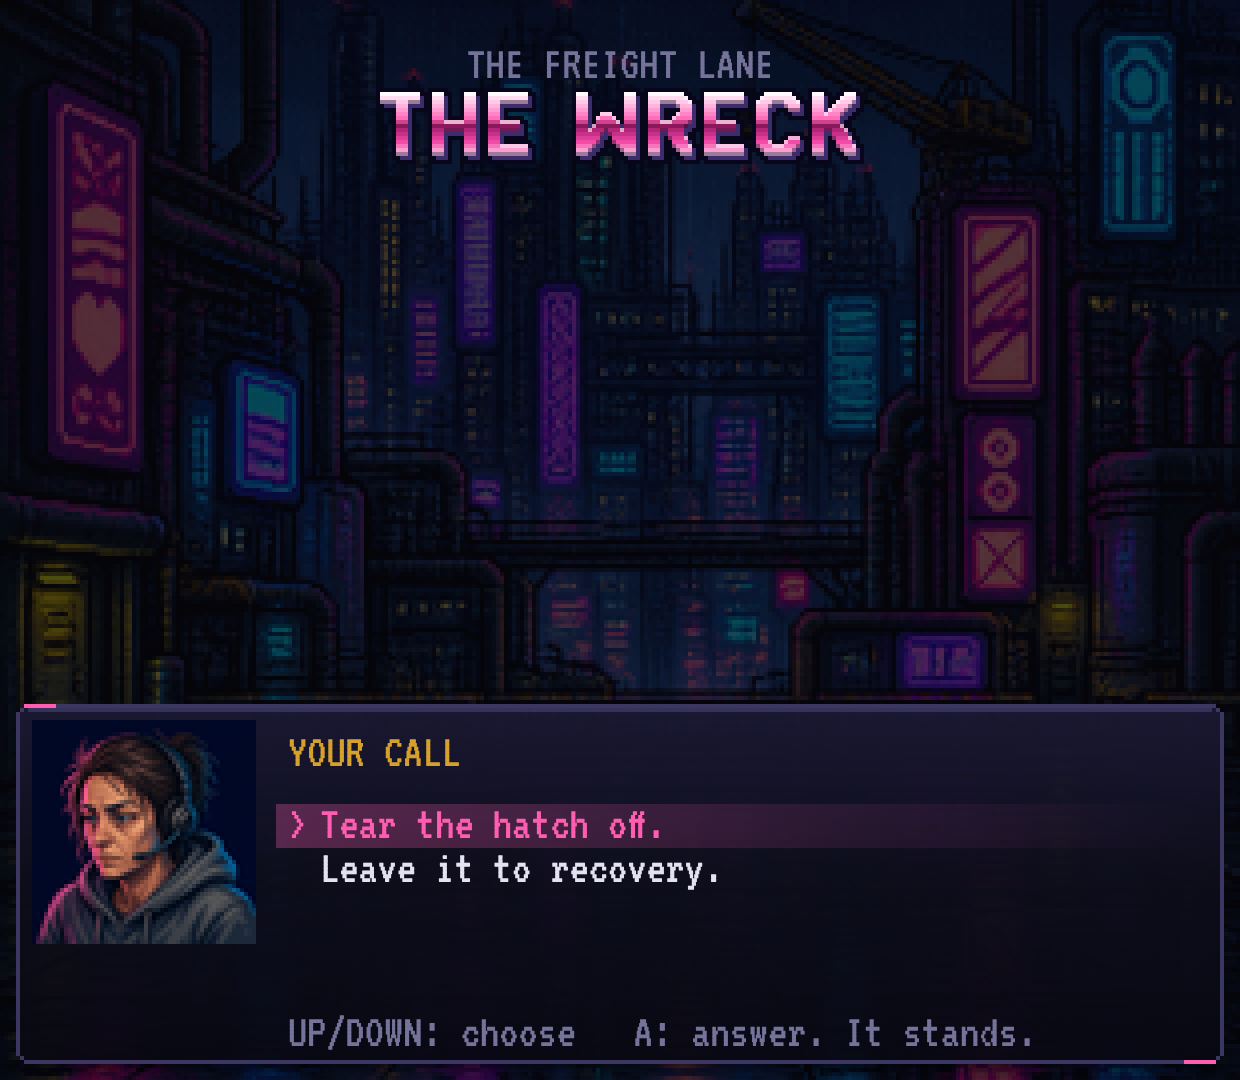 THE FREIGHT LANE
THE WRECK
YOUR CALL
> Tear the hatch off.
Leave it to recovery.
UP/DOWN: choose A: answer. It stands.